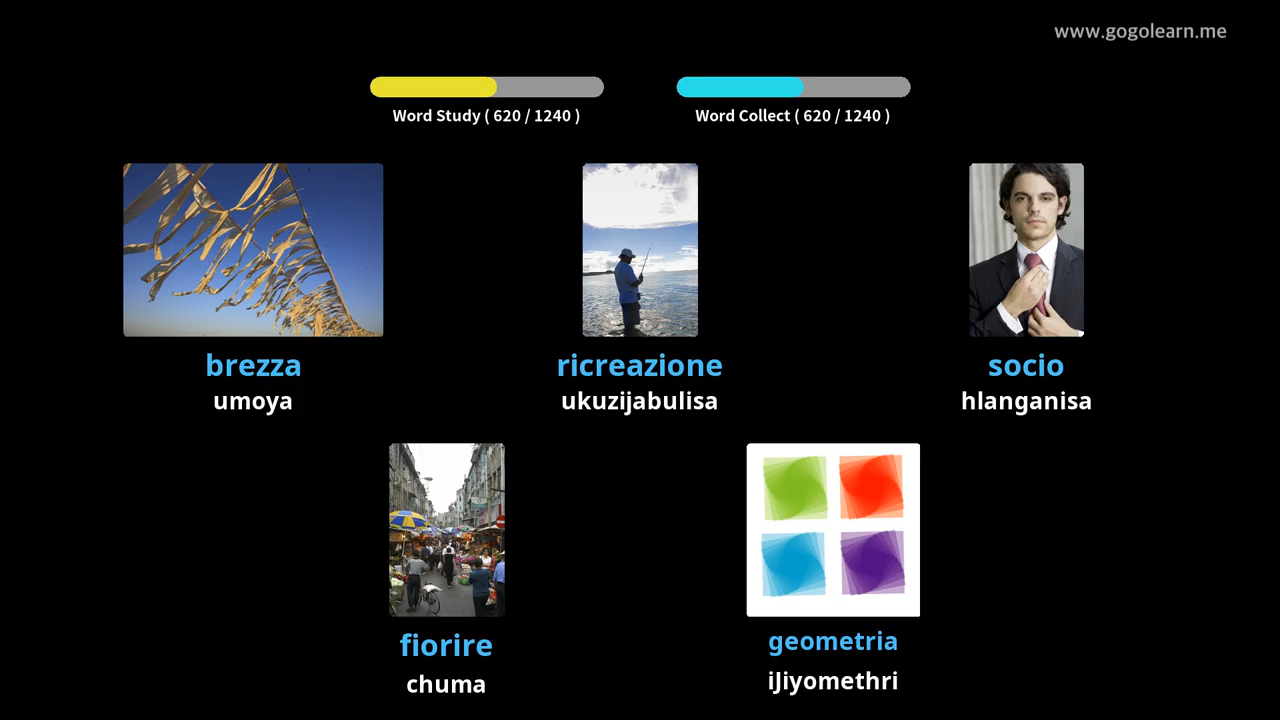 www.gogolearn.me
Word Study ( 620 / 1240 )
Word Collect ( 620 / 1240 )
brezza
umoya
ricreazione
ukuzijabulisa
socio
hlanganisa
fiorire
chuma
geometria
iJiyomethri